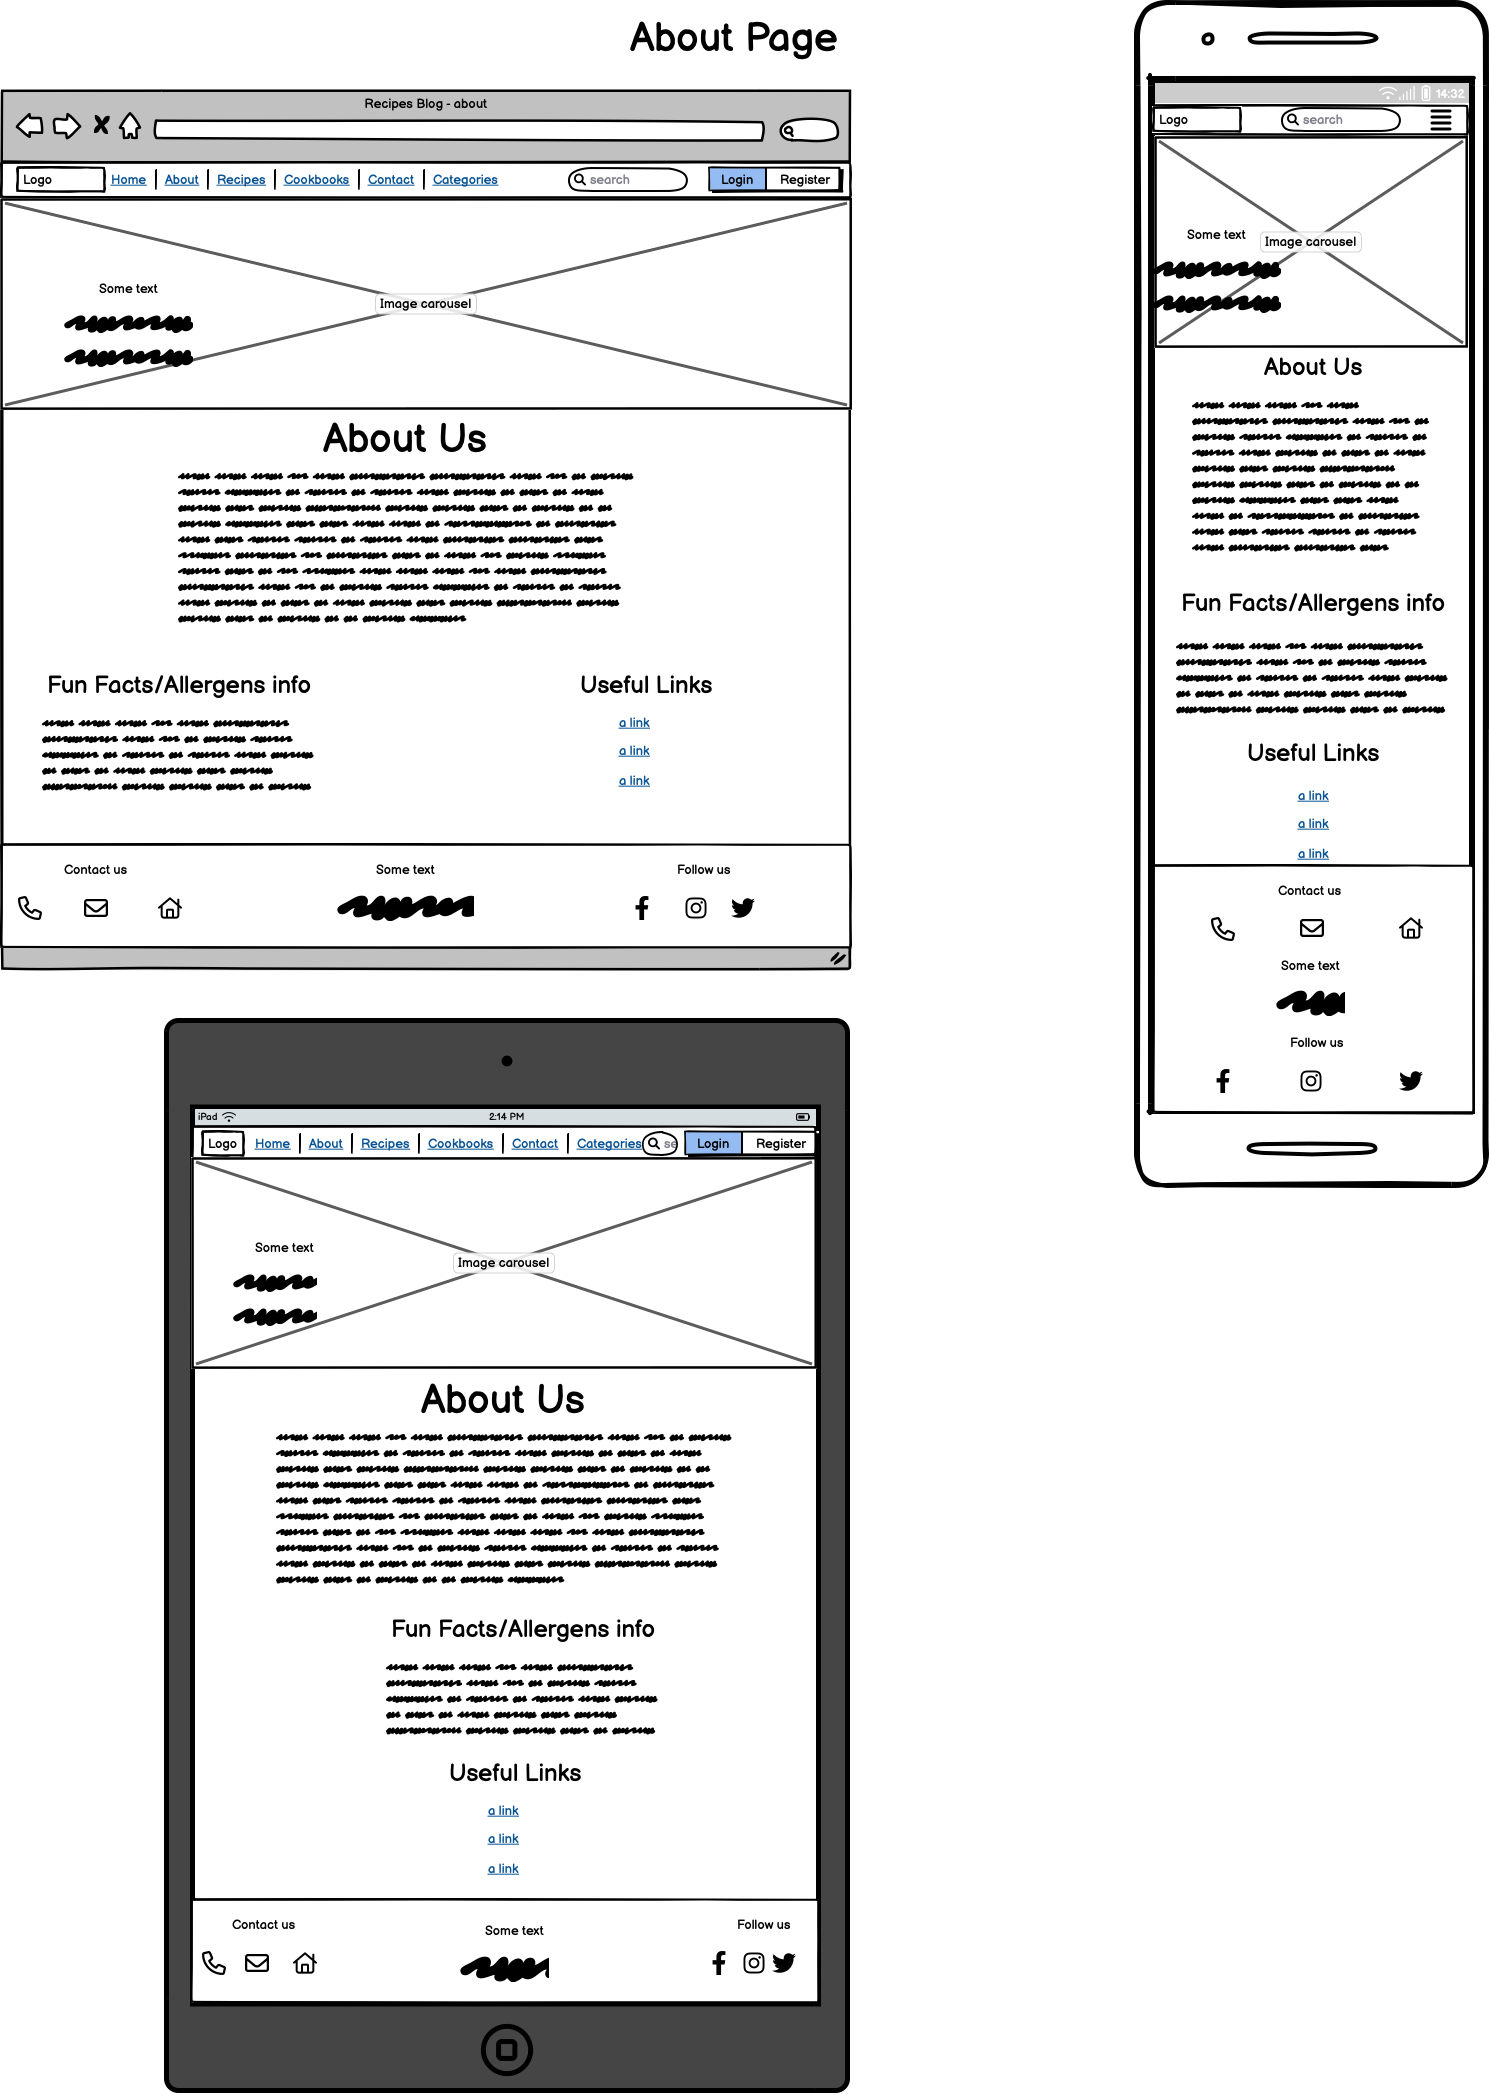 About Page
Recipes Blog - about
Logo Home About Recipes Cookbooks Contact Categories search Login Register
Some text
Image carousel
About Us
Fun Facts/Allergens info
Useful Links
a link
a link
a link
Contact us
Some text
Follow us
14:32
Logo search
Some text
Image carousel
About Us
Fun Facts/Allergens info
Useful Links
a link
a link
a link
Contact us
Some text
Follow us
iPad 2:14 PM
Logo Home About Recipes Cookbooks Contact Categories se Login Register
Some text
Image carousel
About Us
Fun Facts/Allergens info
Useful Links
a link
a link
a link
Contact us
Some text
Follow us